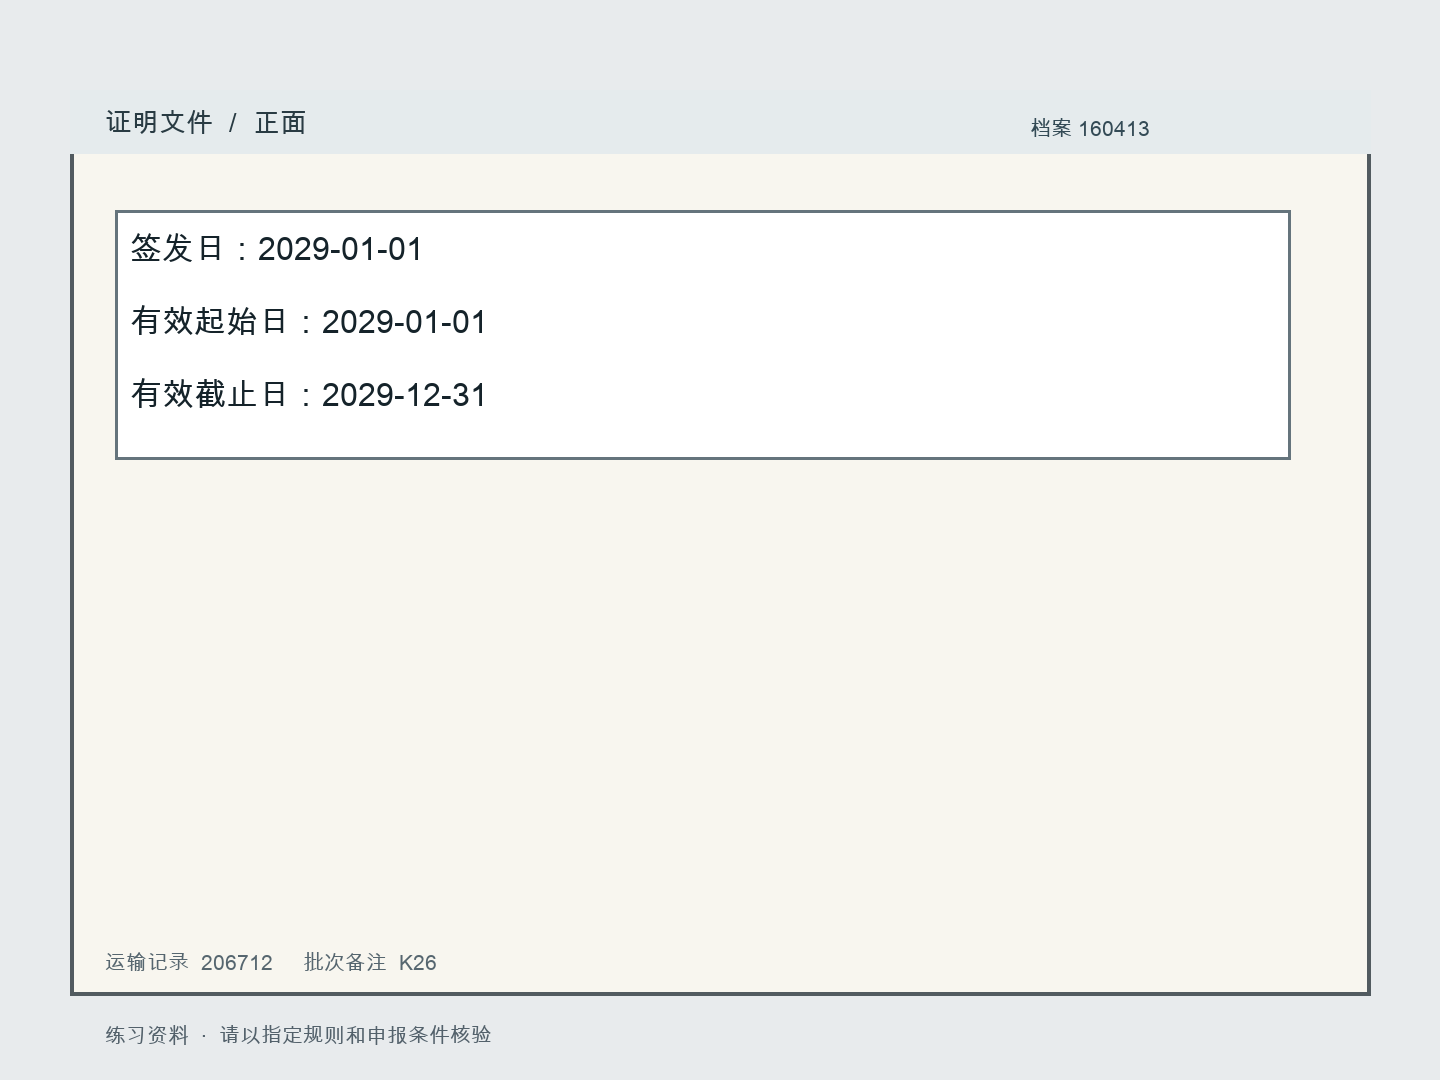 证明文件 / 正面
档案 160413
签发日：2029-01-01
有效起始日：2029-01-01
有效截止日：2029-12-31
运输记录 206712 批次备注 K26
练习资料 · 请以指定规则和申报条件核验